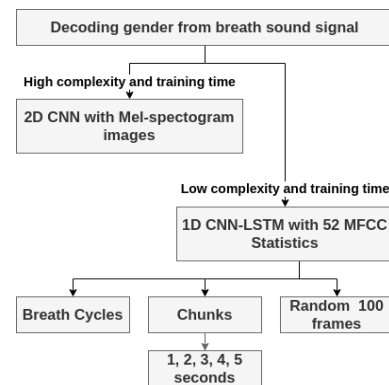 Decoding gender from breath sound signal
High complexity and training time
2D CNN with Mel-spectogram
images
Low complexity and training time
1D CNN-LSTM with 52 MFCC
Statistics
Breath Cycles
Chunks
Random 100
frames
1, 2, 3, 4, 5
seconds